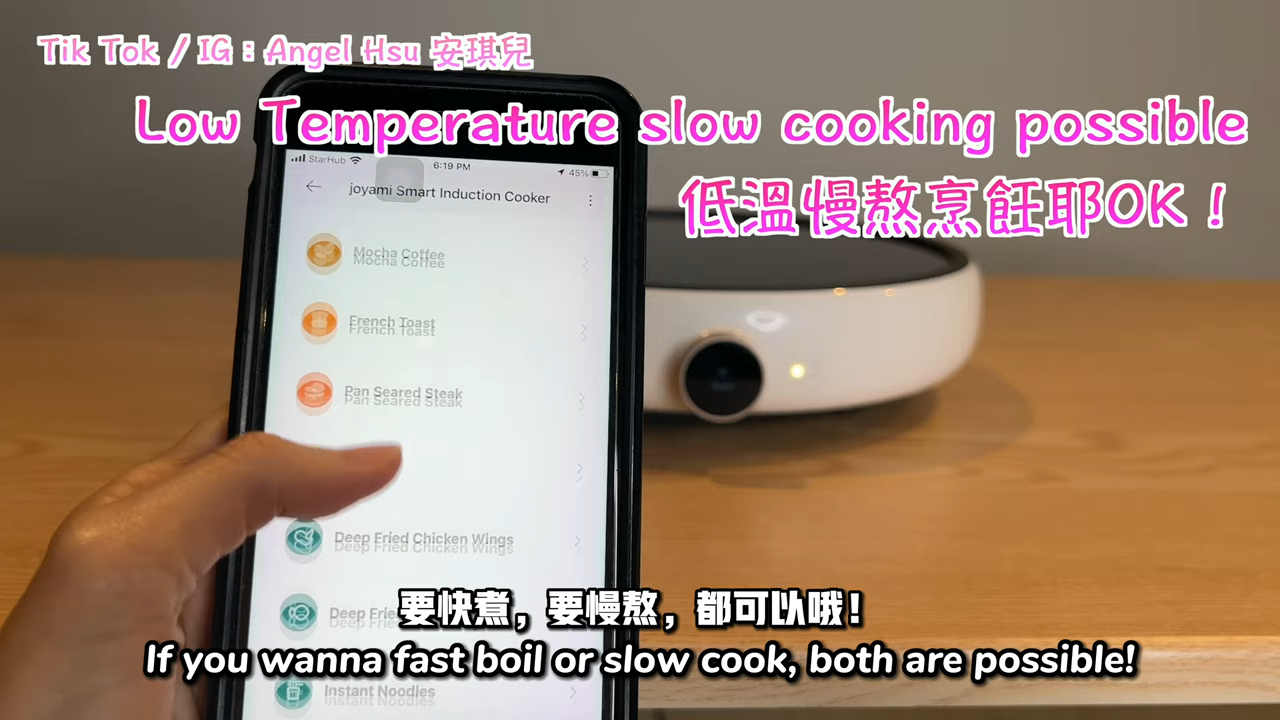 Tik Tok / IG : Angel Hsu 安琪兒
Low Temperature slow cooking possible
低溫慢熬烹飪耶OK！
StarHub
6:19 PM
45%
joyami Smart Induction Cooker
Mocha Coffee
French Toast
Pan Seared Steak
Deep Fried Chicken Wings
Deep
Instant Noodles
要快煮，要慢熬，都可以哦！
If you wanna fast boil or slow cook, both are possible!